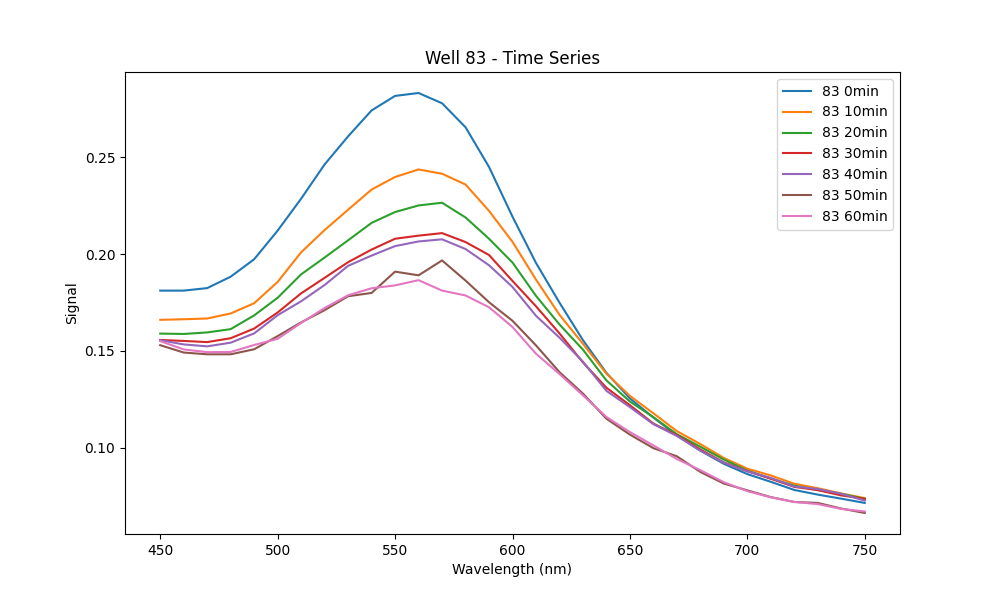 Well 83 - Time Series
83 0min
83 10min
83 20min
83 30min
83 40min
83 50min
83 60min
Signal
0.25
0.20
0.15
0.10
450 500 550 600 650 700 750
Wavelength (nm)